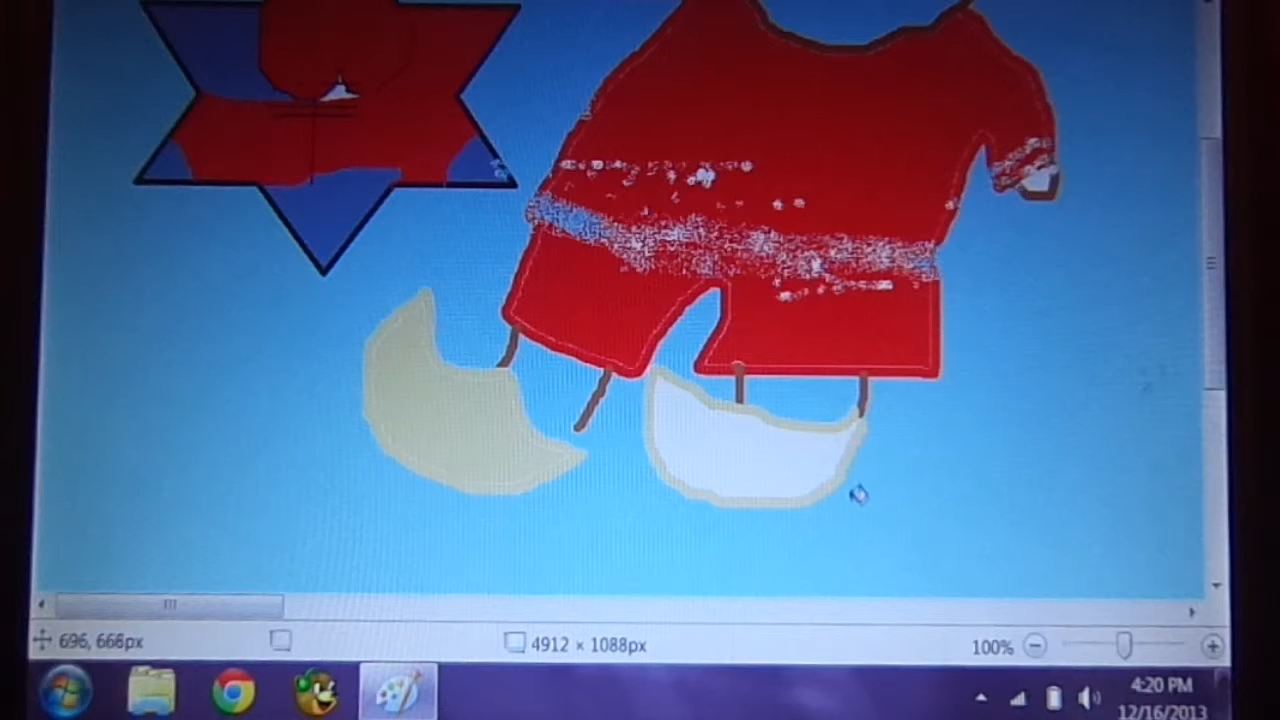 696, 666px
4912 × 1088px
100%
4:20 PM
12/16/2013